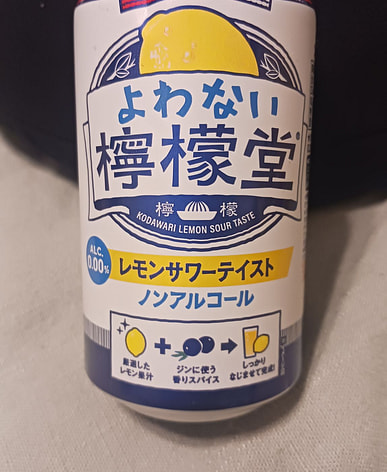 よわない
檸檬堂
檸檬
KODAWARI LEMON SOUR TASTE
ALC.
0.00%
レモンサワーテイスト
ノンアルコール
厳選した
レモン果汁
ジンに使う
香りスパイス
しっかり
なじませて完成!